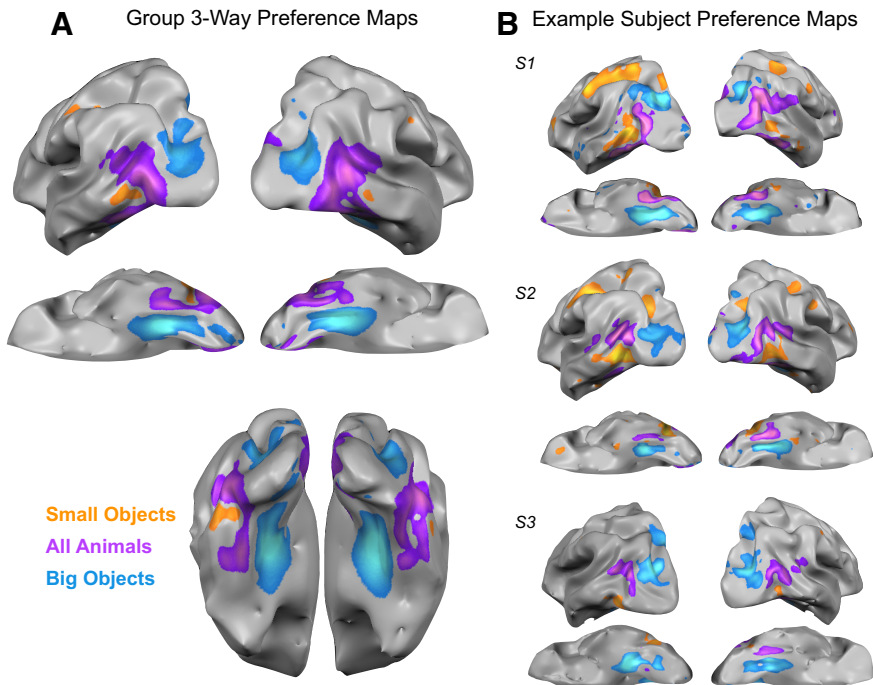 A Group 3-Way Preference Maps
B Example Subject Preference Maps
S1
S2
S3
Small Objects
All Animals
Big Objects